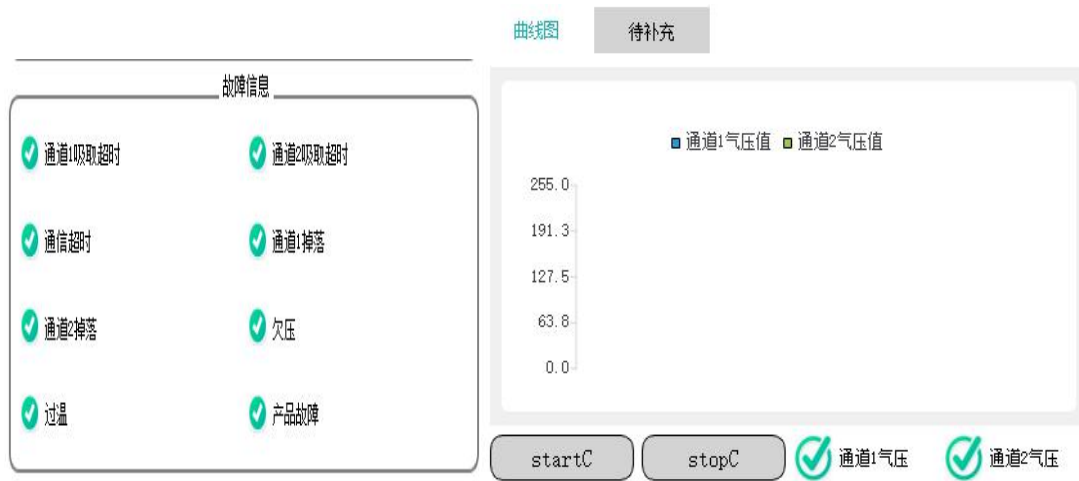 故障信息
通道1吸取超时 通道2吸取超时
通信超时 通道1掉落
通道2掉落 欠压
过温 产品故障
曲线图 待补充
通道1气压值 通道2气压值
255.0
191.3
127.5
63.8
0.0
startC stopC 通道1气压 通道2气压